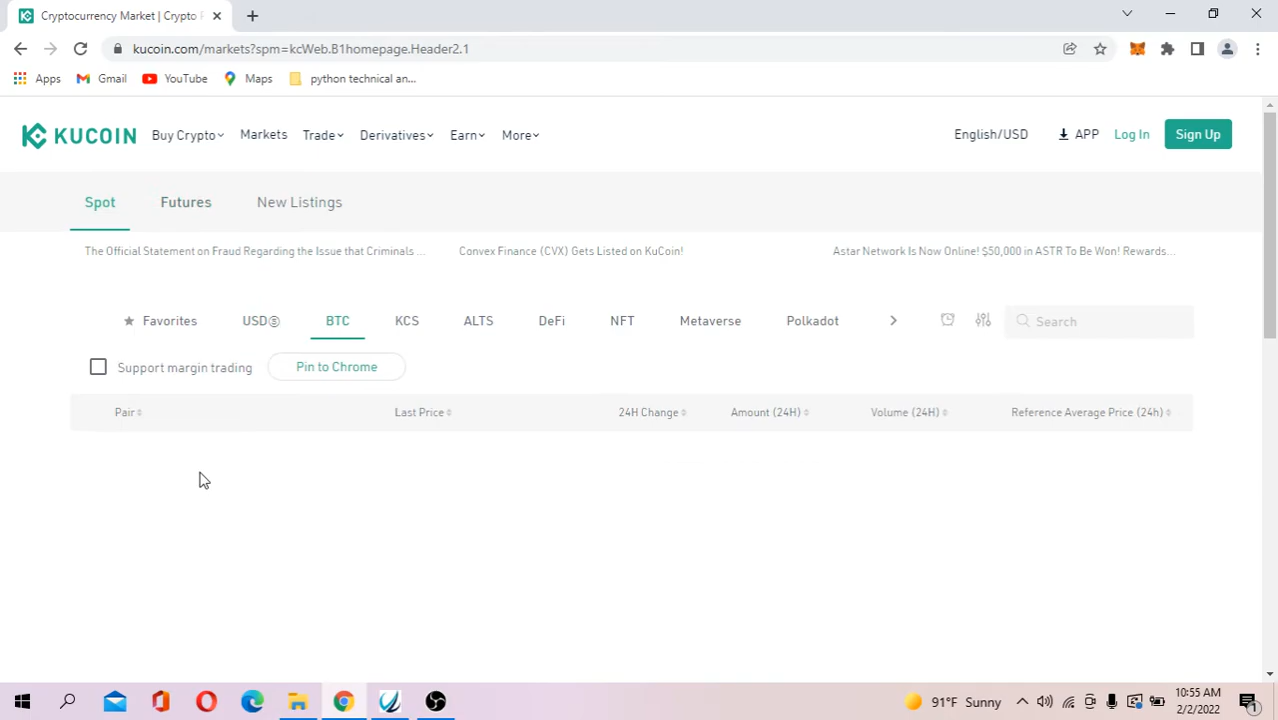 Cryptocurrency Market | Crypto P
kucoin.com/markets?spm=kcWeb.B1homepage.Header2.1
Apps Gmail YouTube Maps python technical an...
KUCOIN Buy Crypto Markets Trade Derivatives Earn More English/USD APP Log In Sign Up
Spot Futures New Listings
The Official Statement on Fraud Regarding the Issue that Criminals ... Convex Finance (CVX) Gets Listed on KuCoin! Astar Network Is Now Online! $50,000 in ASTR To Be Won! Rewards...
Favorites USDⓈ BTC KCS ALTS DeFi NFT Metaverse Polkadot Search
Support margin trading Pin to Chrome
Pair Last Price 24H Change Amount (24H) Volume (24H) Reference Average Price (24h)
91°F Sunny 10:55 AM
2/2/2022 1